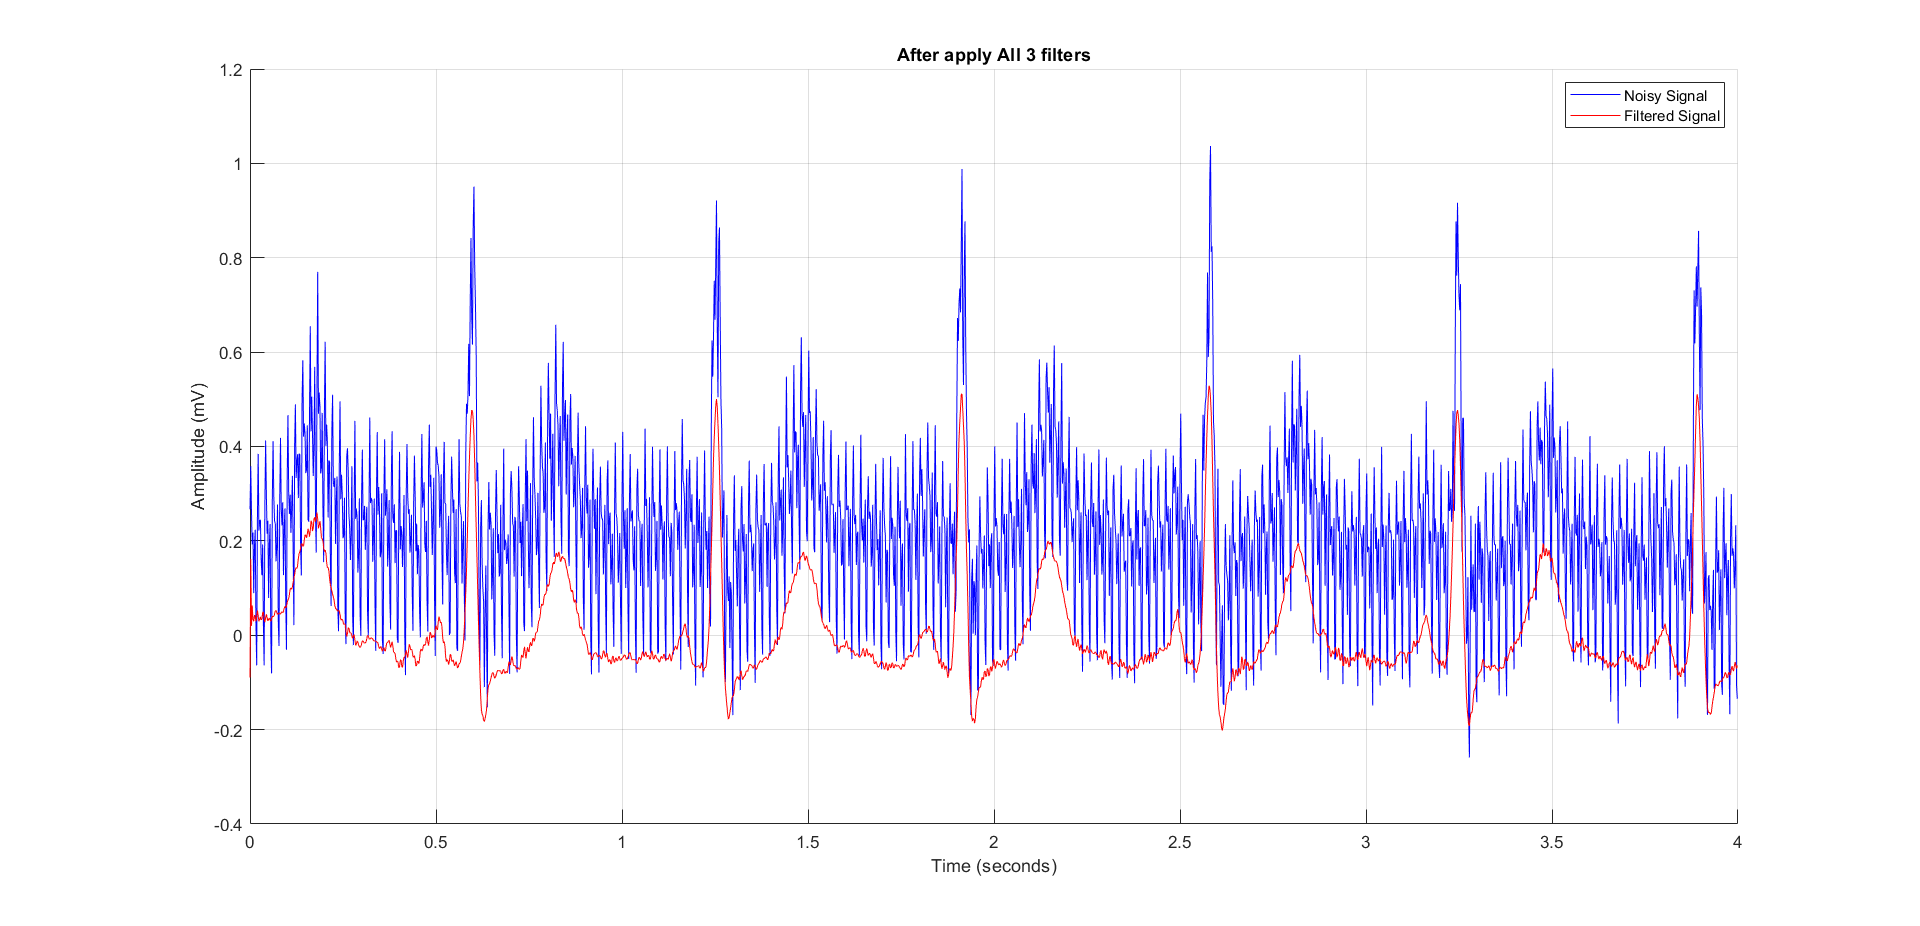 After apply All 3 filters
Noisy Signal
Filtered Signal
Amplitude (mV)
1.2
1
0.8
0.6
0.4
0.2
0
-0.2
-0.4
0 0.5 1 1.5 2 2.5 3 3.5 4
Time (seconds)